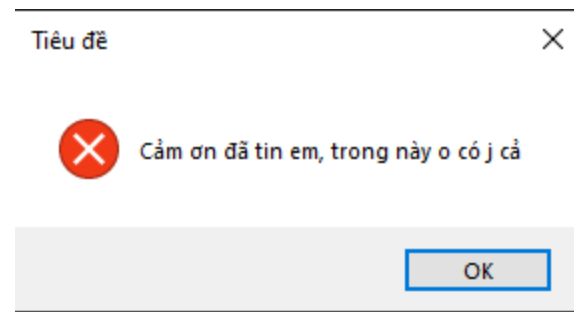 Tiêu đề
Cảm ơn đã tin em, trong này o có j cả
OK